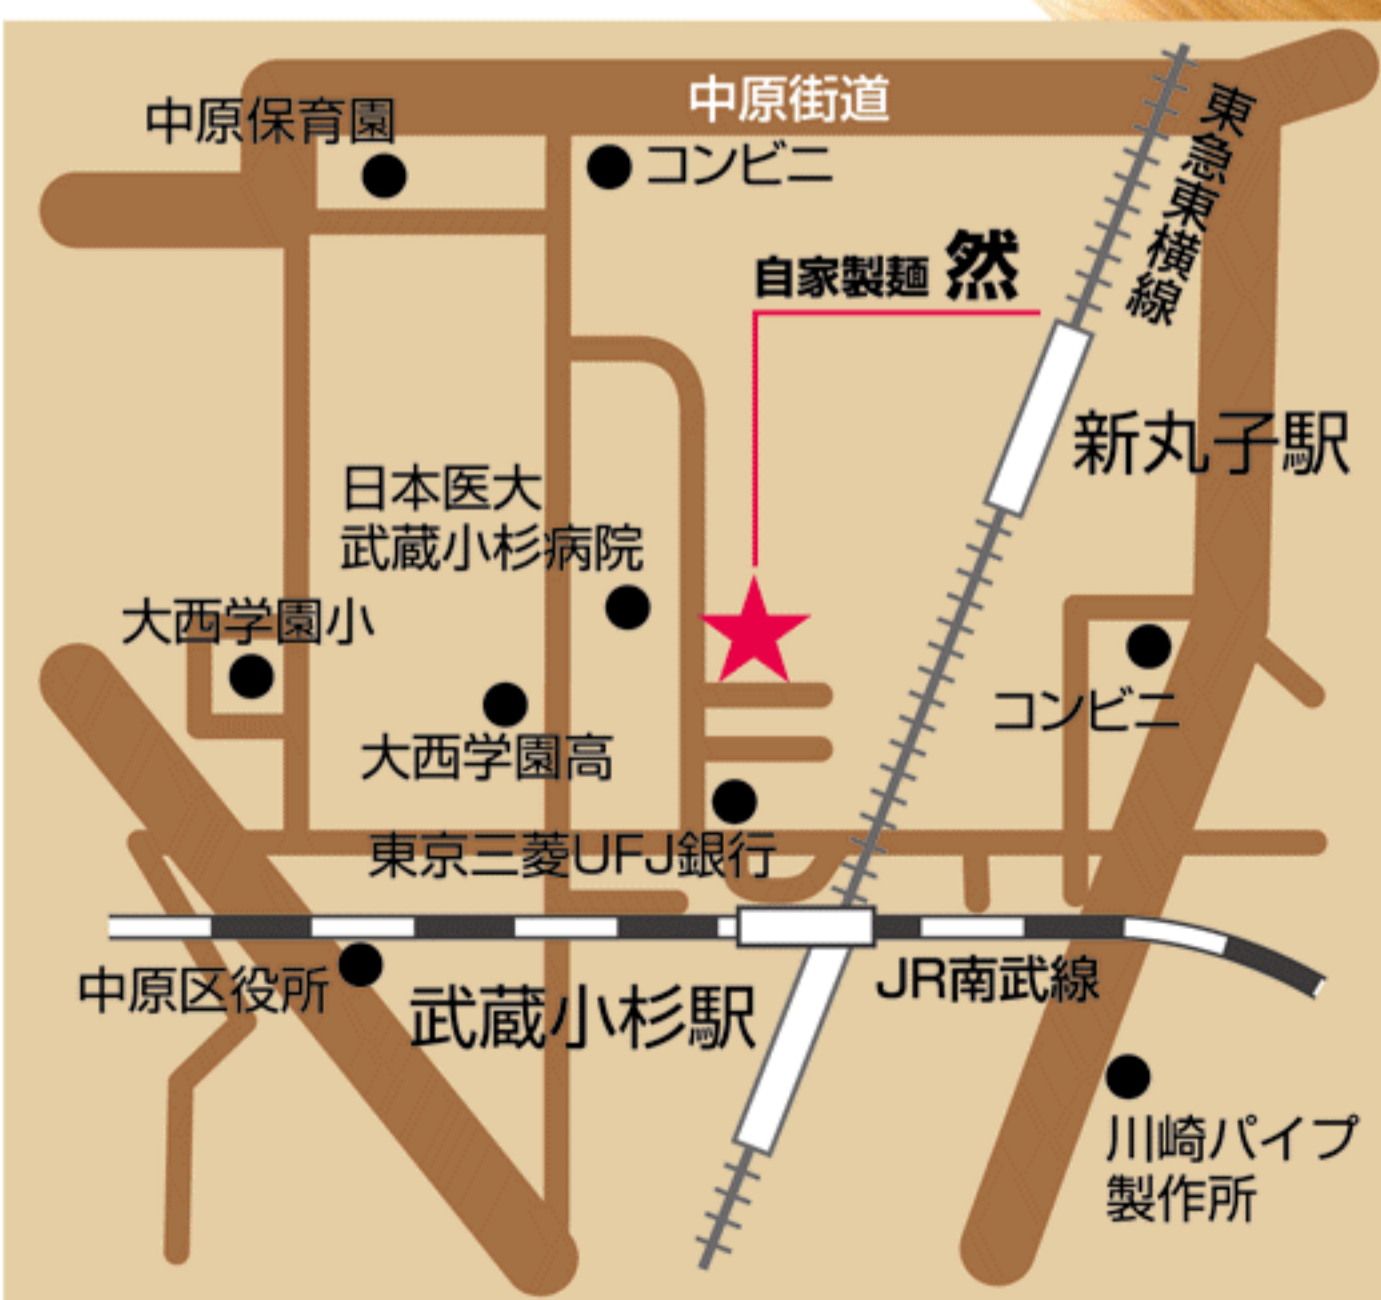 中原街道
中原保育園
コンビニ
東急東横線
自家製麺 然
新丸子駅
日本医大
武蔵小杉病院
大西学園小
大西学園高
コンビニ
東京三菱UFJ銀行
中原区役所
武蔵小杉駅
JR南武線
川崎パイプ
製作所